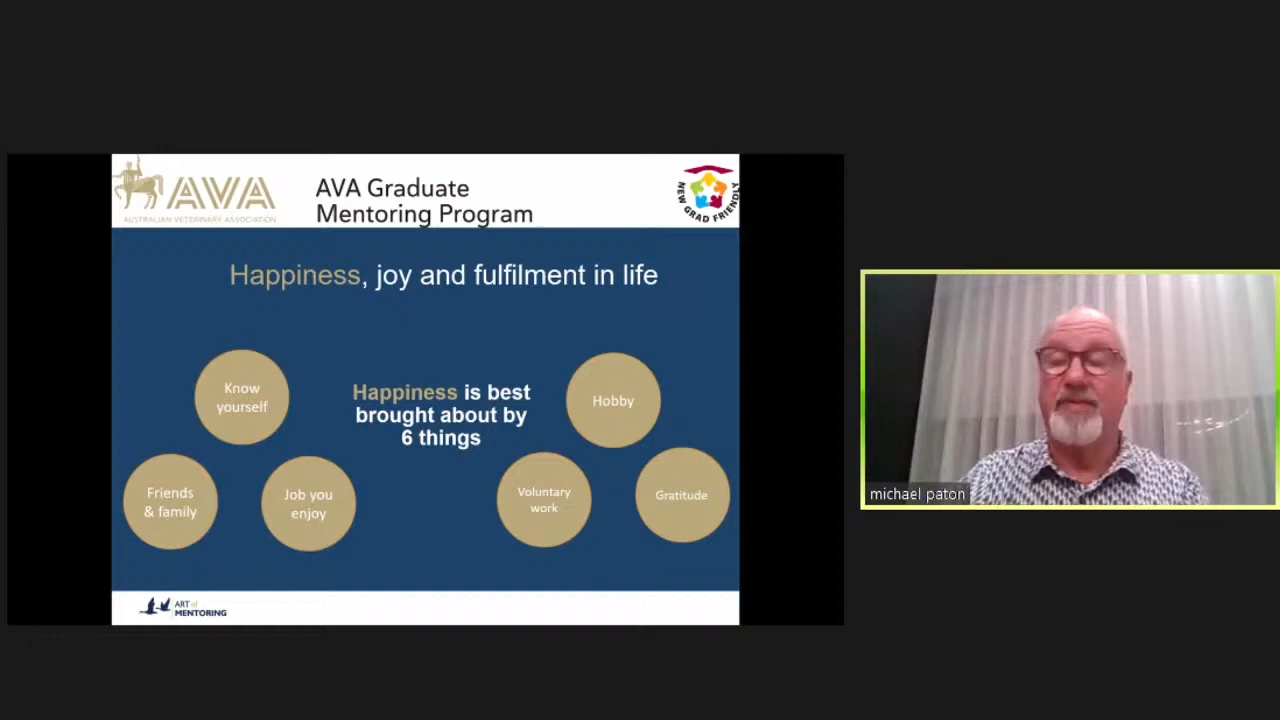 AVA
AUSTRALIAN VETERINARY ASSOCIATION
AVA Graduate
Mentoring Program
NEW GRAD FRIENDLY
Happiness, joy and fulfilment in life
Know
yourself
Happiness is best
brought about by
6 things
Hobby
Friends
& family
Job you
enjoy
Voluntary
work
Gratitude
michael paton
ART of
MENTORING